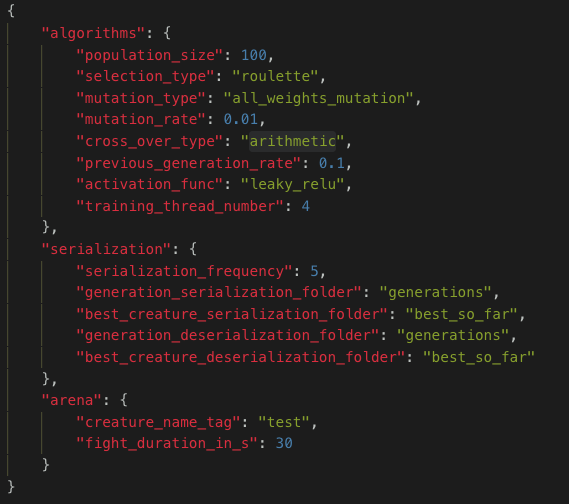 {
    "algorithms": {
        "population_size": 100,
        "selection_type": "roulette",
        "mutation_type": "all_weights_mutation",
        "mutation_rate": 0.01,
        "cross_over_type": "arithmetic",
        "previous_generation_rate": 0.1,
        "activation_func": "leaky_relu",
        "training_thread_number": 4
    },
    "serialization": {
        "serialization_frequency": 5,
        "generation_serialization_folder": "generations",
        "best_creature_serialization_folder": "best_so_far",
        "generation_deserialization_folder": "generations",
        "best_creature_deserialization_folder": "best_so_far"
    },
    "arena": {
        "creature_name_tag": "test",
        "fight_duration_in_s": 30
    }
}